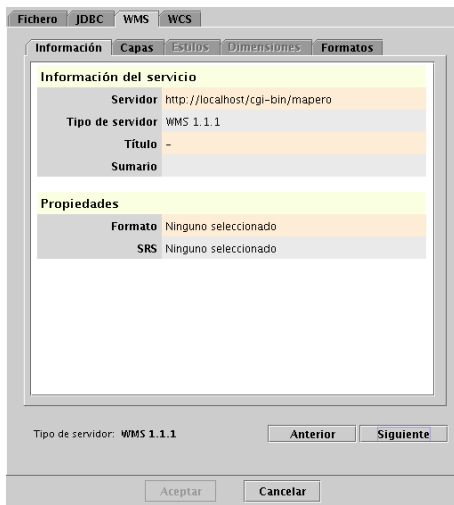 Fichero JDBC WMS WCS
Información Capas Estilos Dimensiones Formatos
Información del servicio
Servidor http://localhost/cgi-bin/mapero
Tipo de servidor WMS 1.1.1
Título -
Sumario
Propiedades
Formato Ninguno seleccionado
SRS Ninguno seleccionado
Tipo de servidor: WMS 1.1.1 Anterior Siguiente
Aceptar Cancelar